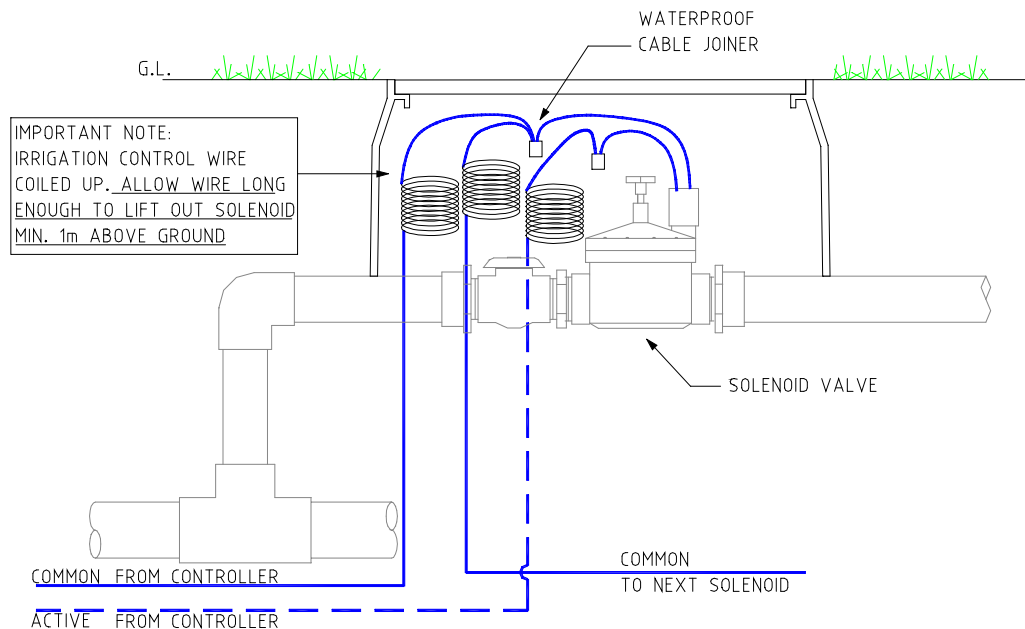 WATERPROOF
CABLE JOINER
G.L.
IMPORTANT NOTE:
IRRIGATION CONTROL WIRE
COILED UP. ALLOW WIRE LONG
ENOUGH TO LIFT OUT SOLENOID
MIN. 1m ABOVE GROUND
SOLENOID VALVE
COMMON
TO NEXT SOLENOID
COMMON FROM CONTROLLER
ACTIVE FROM CONTROLLER